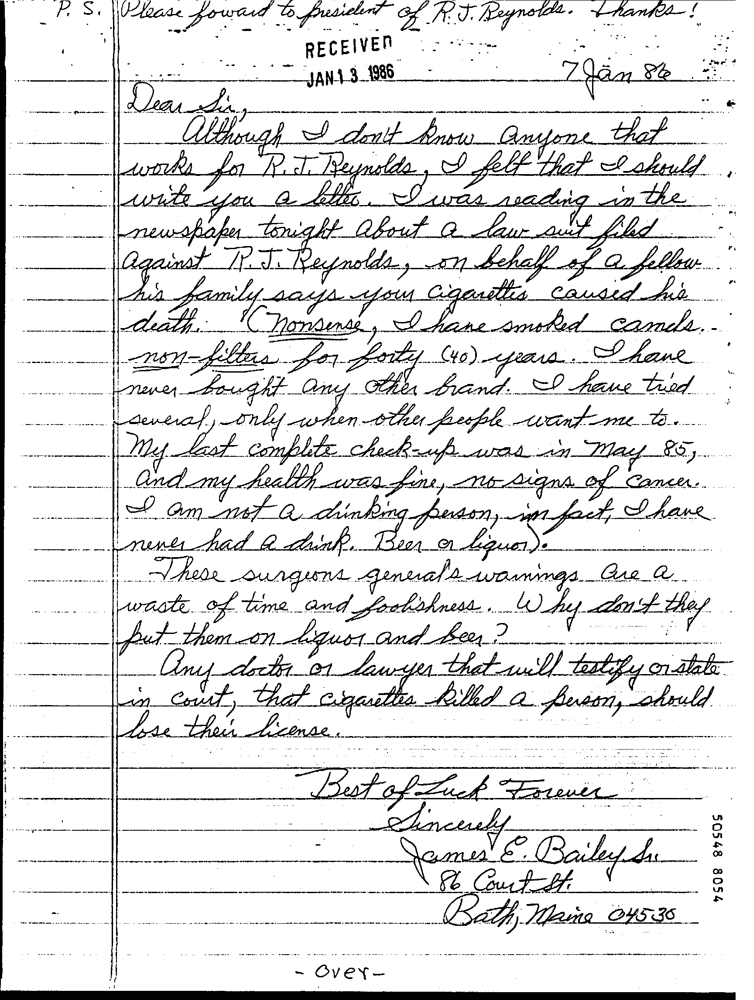 P. S. Please foward to president of R. J. Reynolds. Thanks!
RECEIVED
JAN 13 1986
7 Jan 86
Dear Sir,
Although I don't know anyone that
works for R. J. Reynolds, I felt that I should
write you a letter. I was reading in the
newspaper tonight about a law suit filed
against R. J. Reynolds, on behalf of a fellow
his family says your cigarettes caused his
death. (Nonsense, I have smoked camels.
non-filters for forty (40) years. I have
never bought any other brand. I have tried
several, only when other people want me to.
My last complete check-up was in May 85,
and my health was fine, no signs of cancer.
I am not a drinking person, in fact, I have
never had a drink. Beer or liquor).
These surgeons general's warnings are a
waste of time and foolishness. Why don't they
put them on liquor and beer?
Any doctor or lawyer that will testify or state
in court, that cigarettes killed a person, should
lose their license.
Best of Luck Forever
Sincerely
James E. Bailey Sr.
86 Court St.
Bath, Maine 04530
50548 8054
- over -